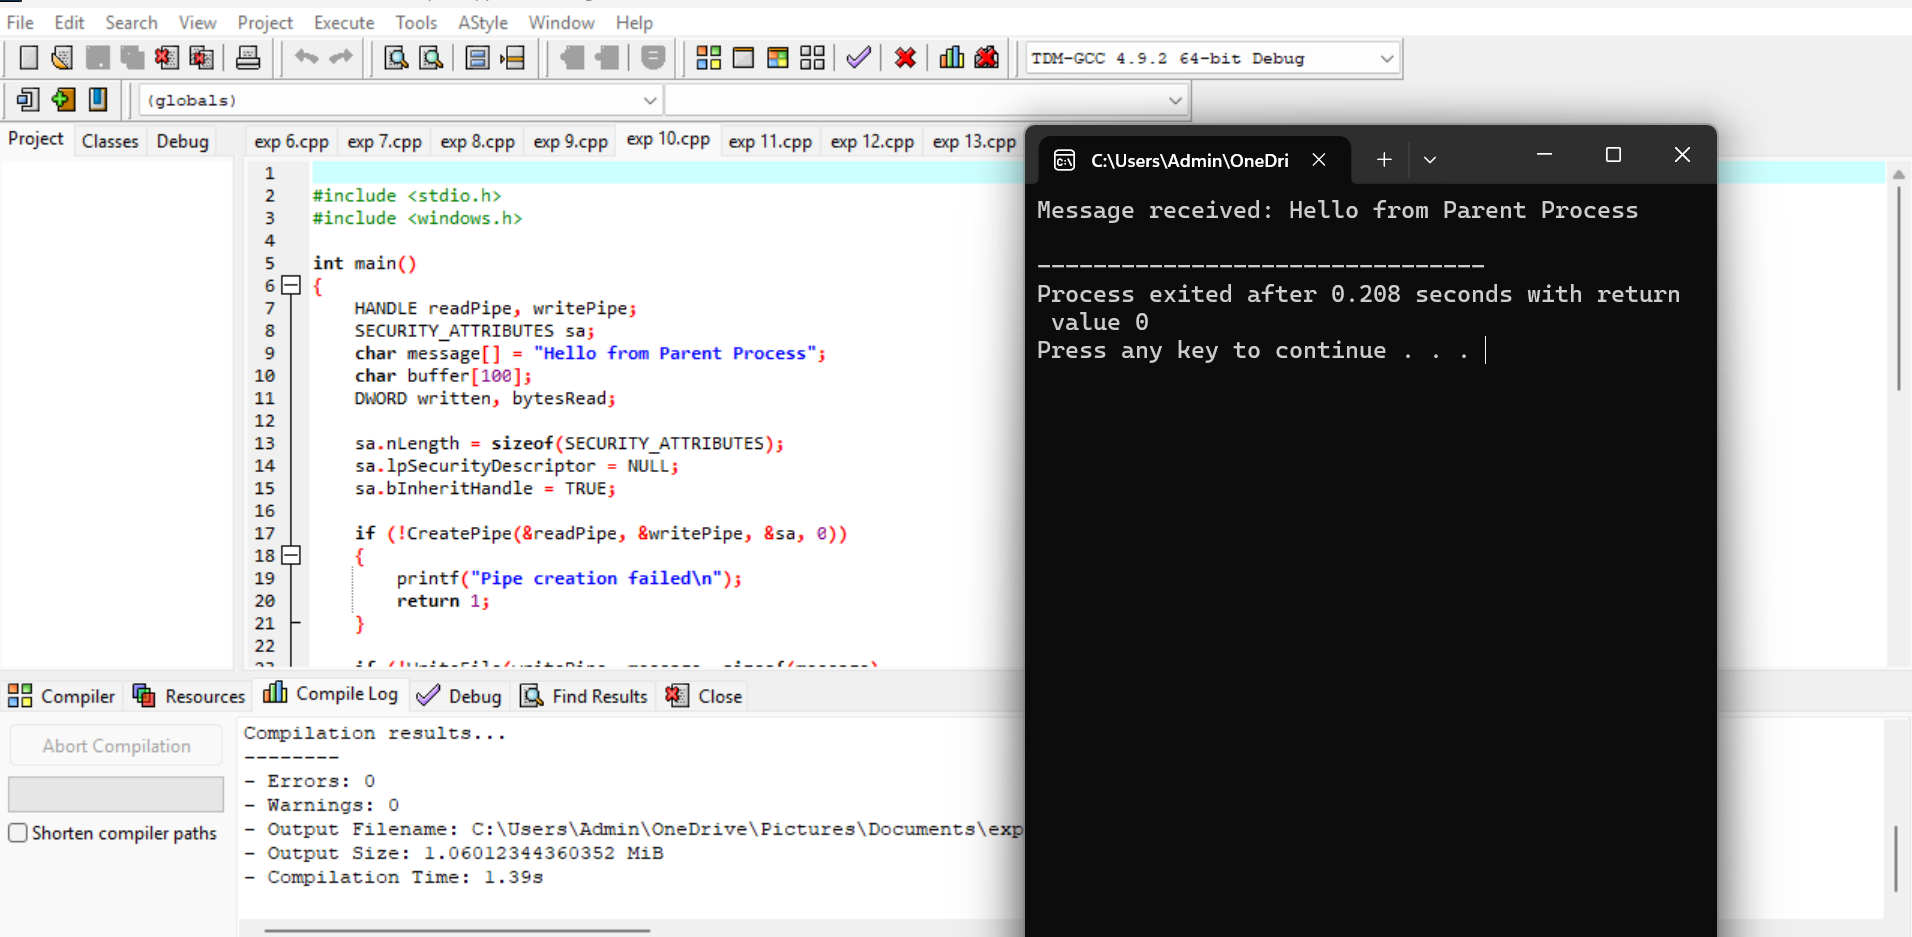 File Edit Search View Project Execute Tools AStyle Window Help
TDM-GCC 4.9.2 64-bit Debug
(globals)
Project Classes Debug
exp 6.cpp exp 7.cpp exp 8.cpp exp 9.cpp exp 10.cpp exp 11.cpp exp 12.cpp exp 13.cpp
1
2 #include <stdio.h>
3 #include <windows.h>
4
5 int main()
6 {
7 HANDLE readPipe, writePipe;
8 SECURITY_ATTRIBUTES sa;
9 char message[] = "Hello from Parent Process";
10 char buffer[100];
11 DWORD written, bytesRead;
12
13 sa.nLength = sizeof(SECURITY_ATTRIBUTES);
14 sa.lpSecurityDescriptor = NULL;
15 sa.bInheritHandle = TRUE;
16
17 if (!CreatePipe(&readPipe, &writePipe, &sa, 0))
18 {
19 printf("Pipe creation failed\n");
20 return 1;
21 }
22
C:\Users\Admin\OneDri
Message received: Hello from Parent Process
--------------------------------
Process exited after 0.208 seconds with return
value 0
Press any key to continue . . .
Compiler Resources Compile Log Debug Find Results Close
Abort Compilation
Shorten compiler paths
Compilation results...
--------
- Errors: 0
- Warnings: 0
- Output Filename: C:\Users\Admin\OneDrive\Pictures\Documents\exp
- Output Size: 1.06012344360352 MiB
- Compilation Time: 1.39s